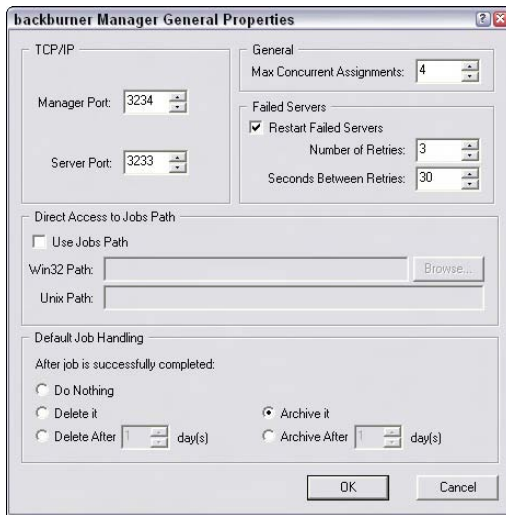 backburner Manager General Properties
TCP/IP
Manager Port: 3234
Server Port: 3233
General
Max Concurrent Assignments: 4
Failed Servers
Restart Failed Servers
Number of Retries: 3
Seconds Between Retries: 30
Direct Access to Jobs Path
Use Jobs Path
Win32 Path: Browse...
Unix Path:
Default Job Handling
After job is successfully completed:
Do Nothing
Delete it Archive it
Delete After 1 day(s) Archive After 1 day(s)
OK Cancel